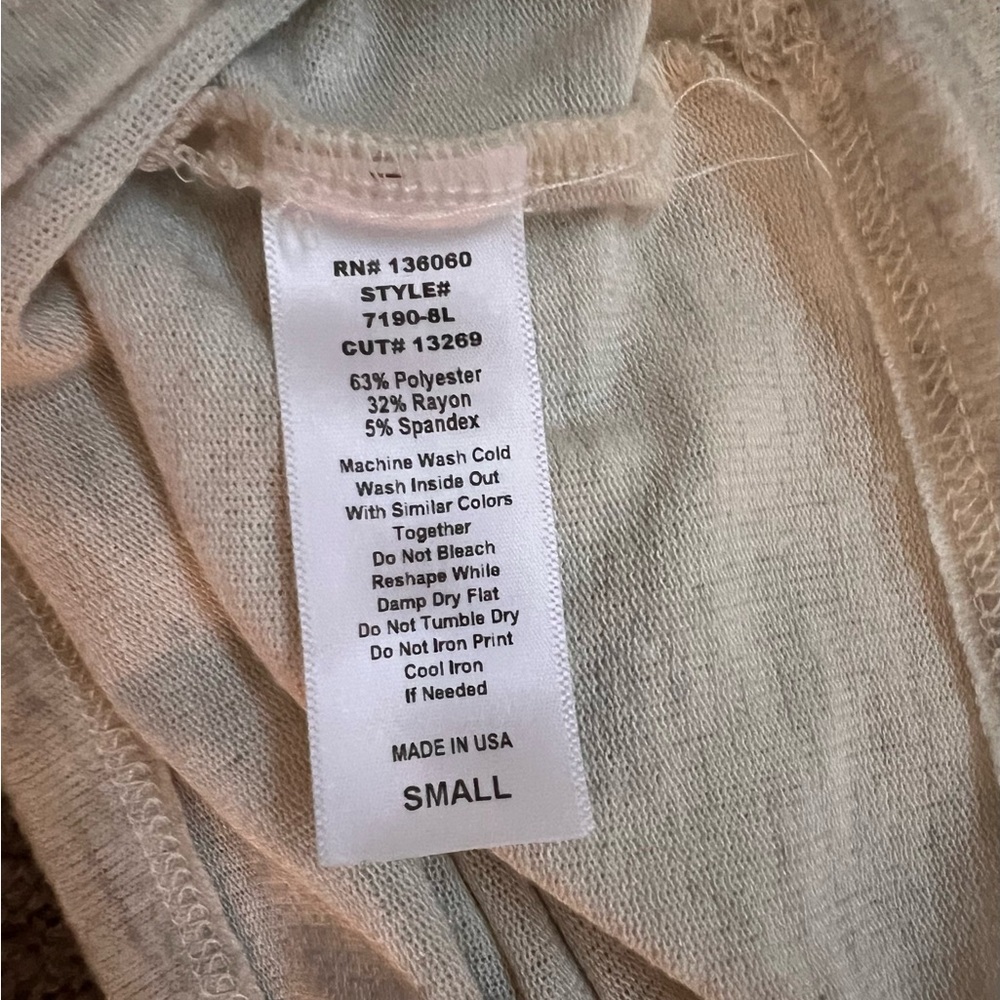 RN# 136060
STYLE#
7190-8L
CUT# 13269
63% Polyester
32% Rayon
5% Spandex
Machine Wash Cold
Wash Inside Out
With Similar Colors
Together
Do Not Bleach
Reshape While
Damp Dry Flat
Do Not Tumble Dry
Do Not Iron Print
Cool Iron
If Needed
MADE IN USA
SMALL